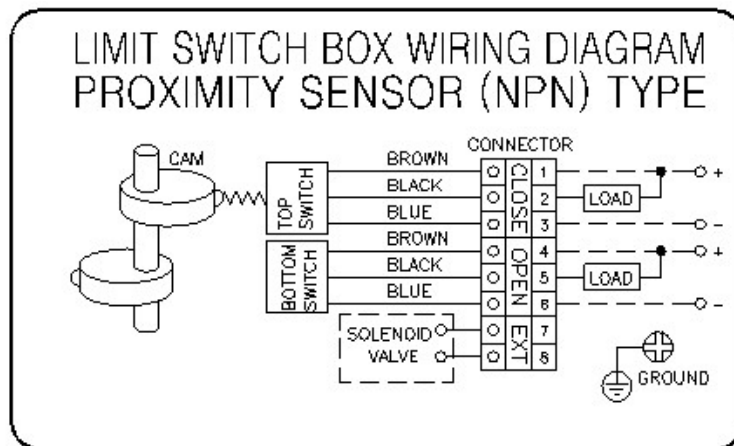 LIMIT SWITCH BOX WIRING DIAGRAM
PROXIMITY SENSOR (NPN) TYPE
CONNECTOR
CAM
TOP
SWITCH
BROWN
BLACK
BLUE
CLOSE
1
2
3
LOAD
+
-
BOTTOM
SWITCH
BROWN
BLACK
BLUE
OPEN
4
5
6
LOAD
+
-
SOLENOID
VALVE
EXT
7
8
GROUND